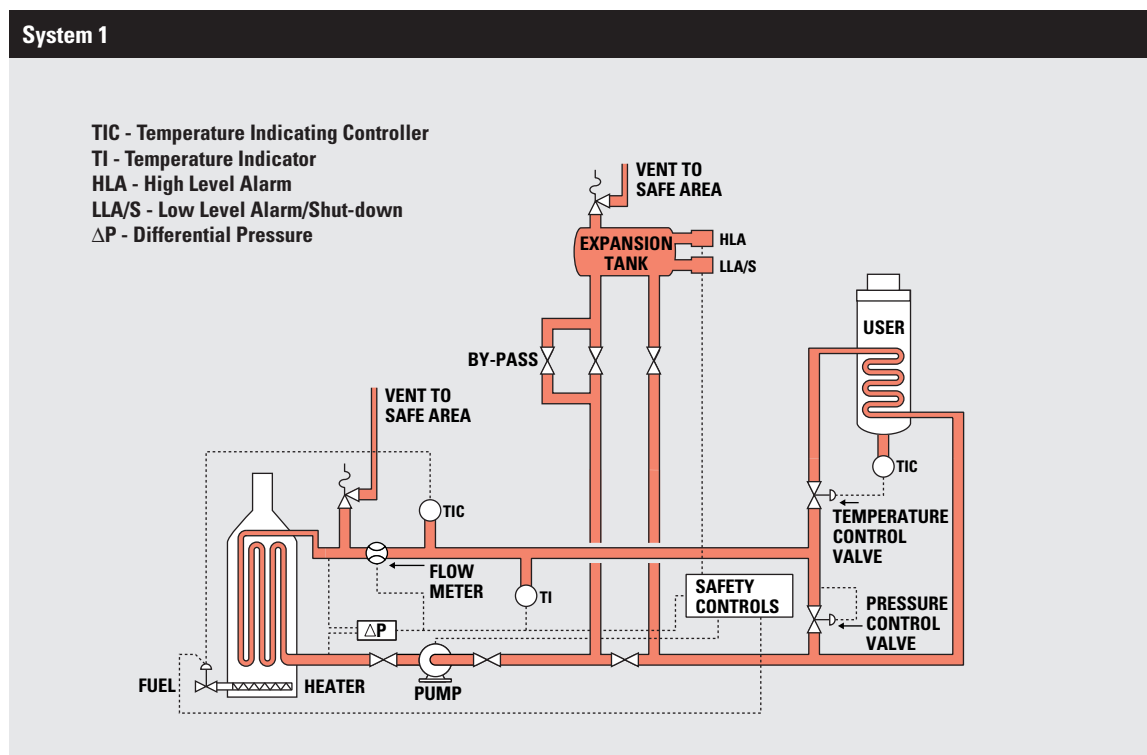 System 1
TIC - Temperature Indicating Controller
TI - Temperature Indicator
HLA - High Level Alarm
LLA/S - Low Level Alarm/Shut-down
ΔP - Differential Pressure
VENT TO
SAFE AREA
EXPANSION
TANK
HLA
LLA/S
BY-PASS
USER
TIC
TEMPERATURE
CONTROL
VALVE
VENT TO
SAFE AREA
TIC
FLOW
METER
TI
SAFETY
CONTROLS
PRESSURE
CONTROL
VALVE
ΔP
FUEL
HEATER
PUMP